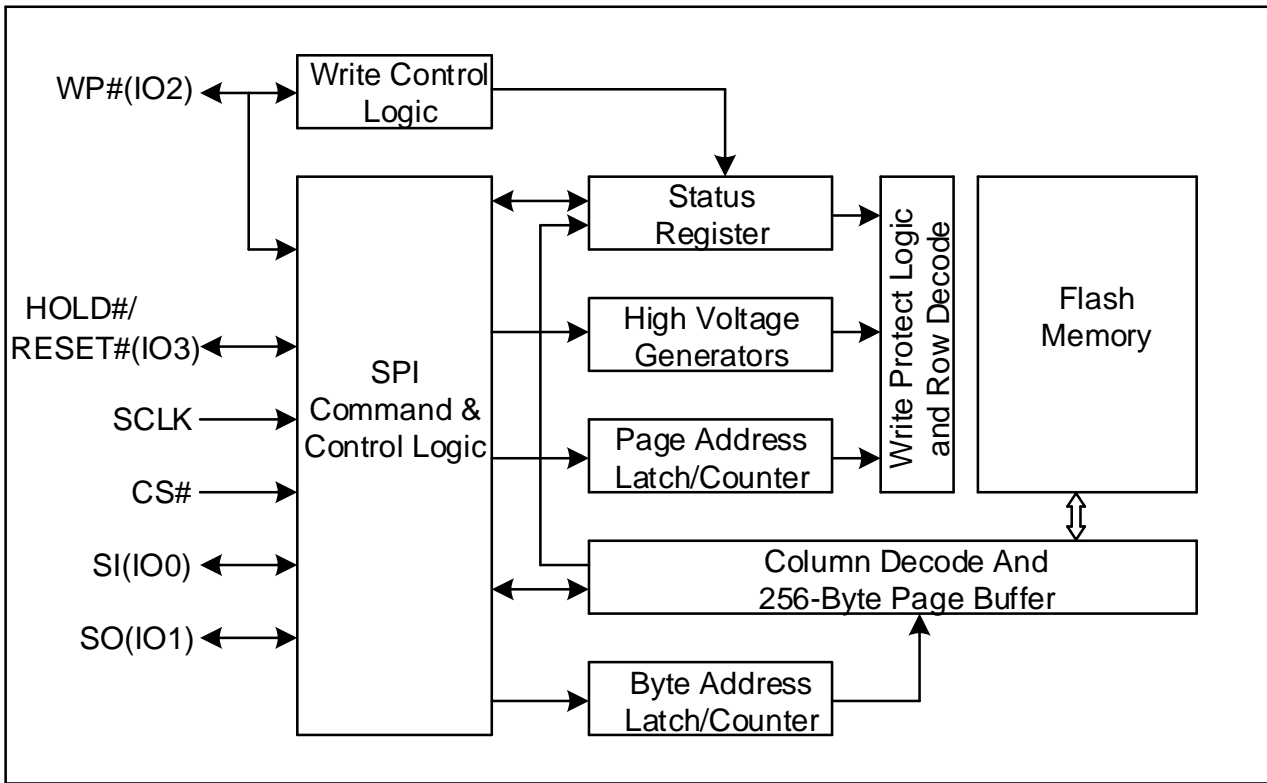 WP#(IO2)
Write Control
Logic
HOLD#/
RESET#(IO3)
SCLK
CS#
SI(IO0)
SO(IO1)
SPI
Command &
Control Logic
Status
Register
High Voltage
Generators
Page Address
Latch/Counter
Write Protect Logic
and Row Decode
Flash
Memory
Column Decode And
256-Byte Page Buffer
Byte Address
Latch/Counter